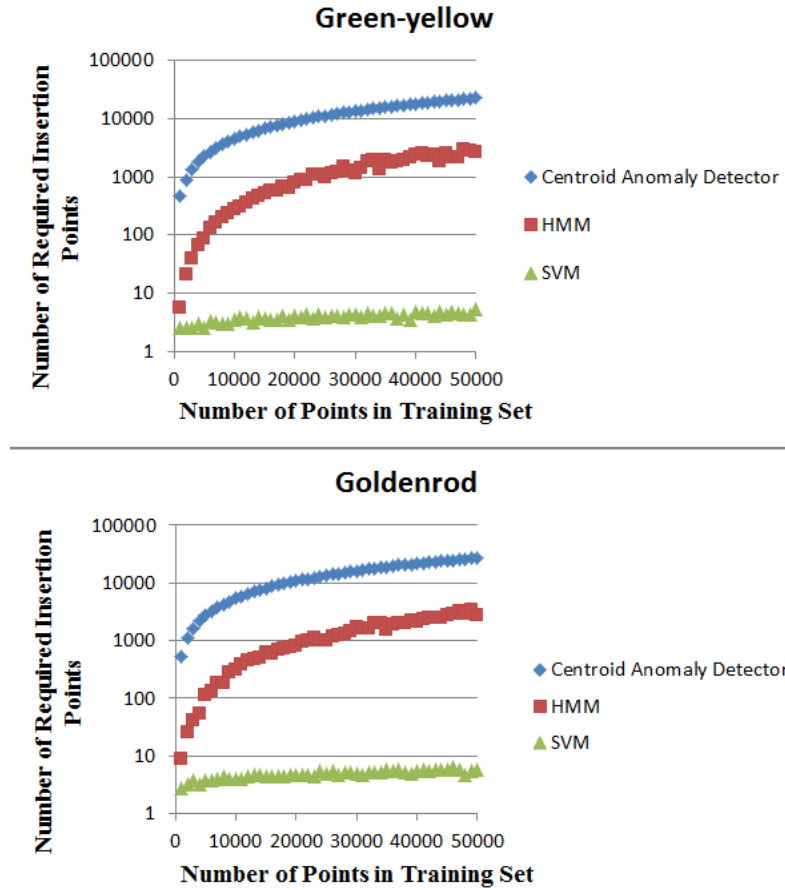 Green-yellow
Number of Required Insertion
Points
100000
10000
1000
100
10
1
0 10000 20000 30000 40000 50000
Number of Points in Training Set
Centroid Anomaly Detector
HMM
SVM
Goldenrod
Number of Required Insertion
Points
100000
10000
1000
100
10
1
0 10000 20000 30000 40000 50000
Number of Points in Training Set
Centroid Anomaly Detector
HMM
SVM